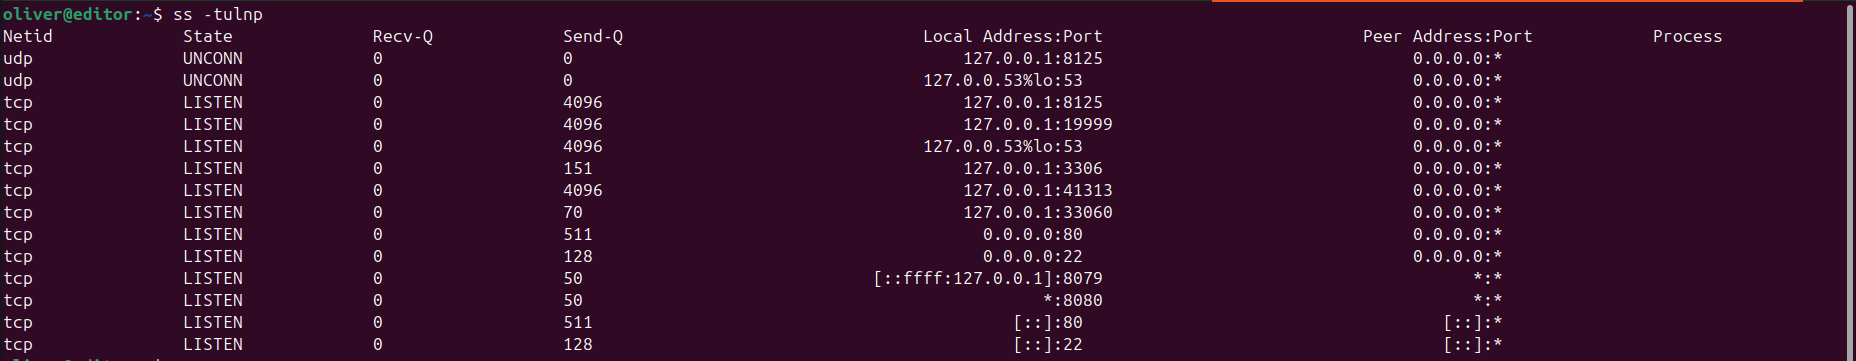 oliver@editor:~$ ss -tulnp
Netid State Recv-Q Send-Q Local Address:Port Peer Address:Port Process
udp UNCONN 0 0 127.0.0.1:8125 0.0.0.0:*
udp UNCONN 0 0 127.0.0.53%lo:53 0.0.0.0:*
tcp LISTEN 0 4096 127.0.0.1:8125 0.0.0.0:*
tcp LISTEN 0 4096 127.0.0.1:19999 0.0.0.0:*
tcp LISTEN 0 4096 127.0.0.53%lo:53 0.0.0.0:*
tcp LISTEN 0 151 127.0.0.1:3306 0.0.0.0:*
tcp LISTEN 0 4096 127.0.0.1:41313 0.0.0.0:*
tcp LISTEN 0 70 127.0.0.1:33060 0.0.0.0:*
tcp LISTEN 0 511 0.0.0.0:80 0.0.0.0:*
tcp LISTEN 0 128 0.0.0.0:22 0.0.0.0:*
tcp LISTEN 0 50 [::ffff:127.0.0.1]:8079 *:*
tcp LISTEN 0 50 *:8080 *:*
tcp LISTEN 0 511 [::]:80 [::]:*
tcp LISTEN 0 128 [::]:22 [::]:*